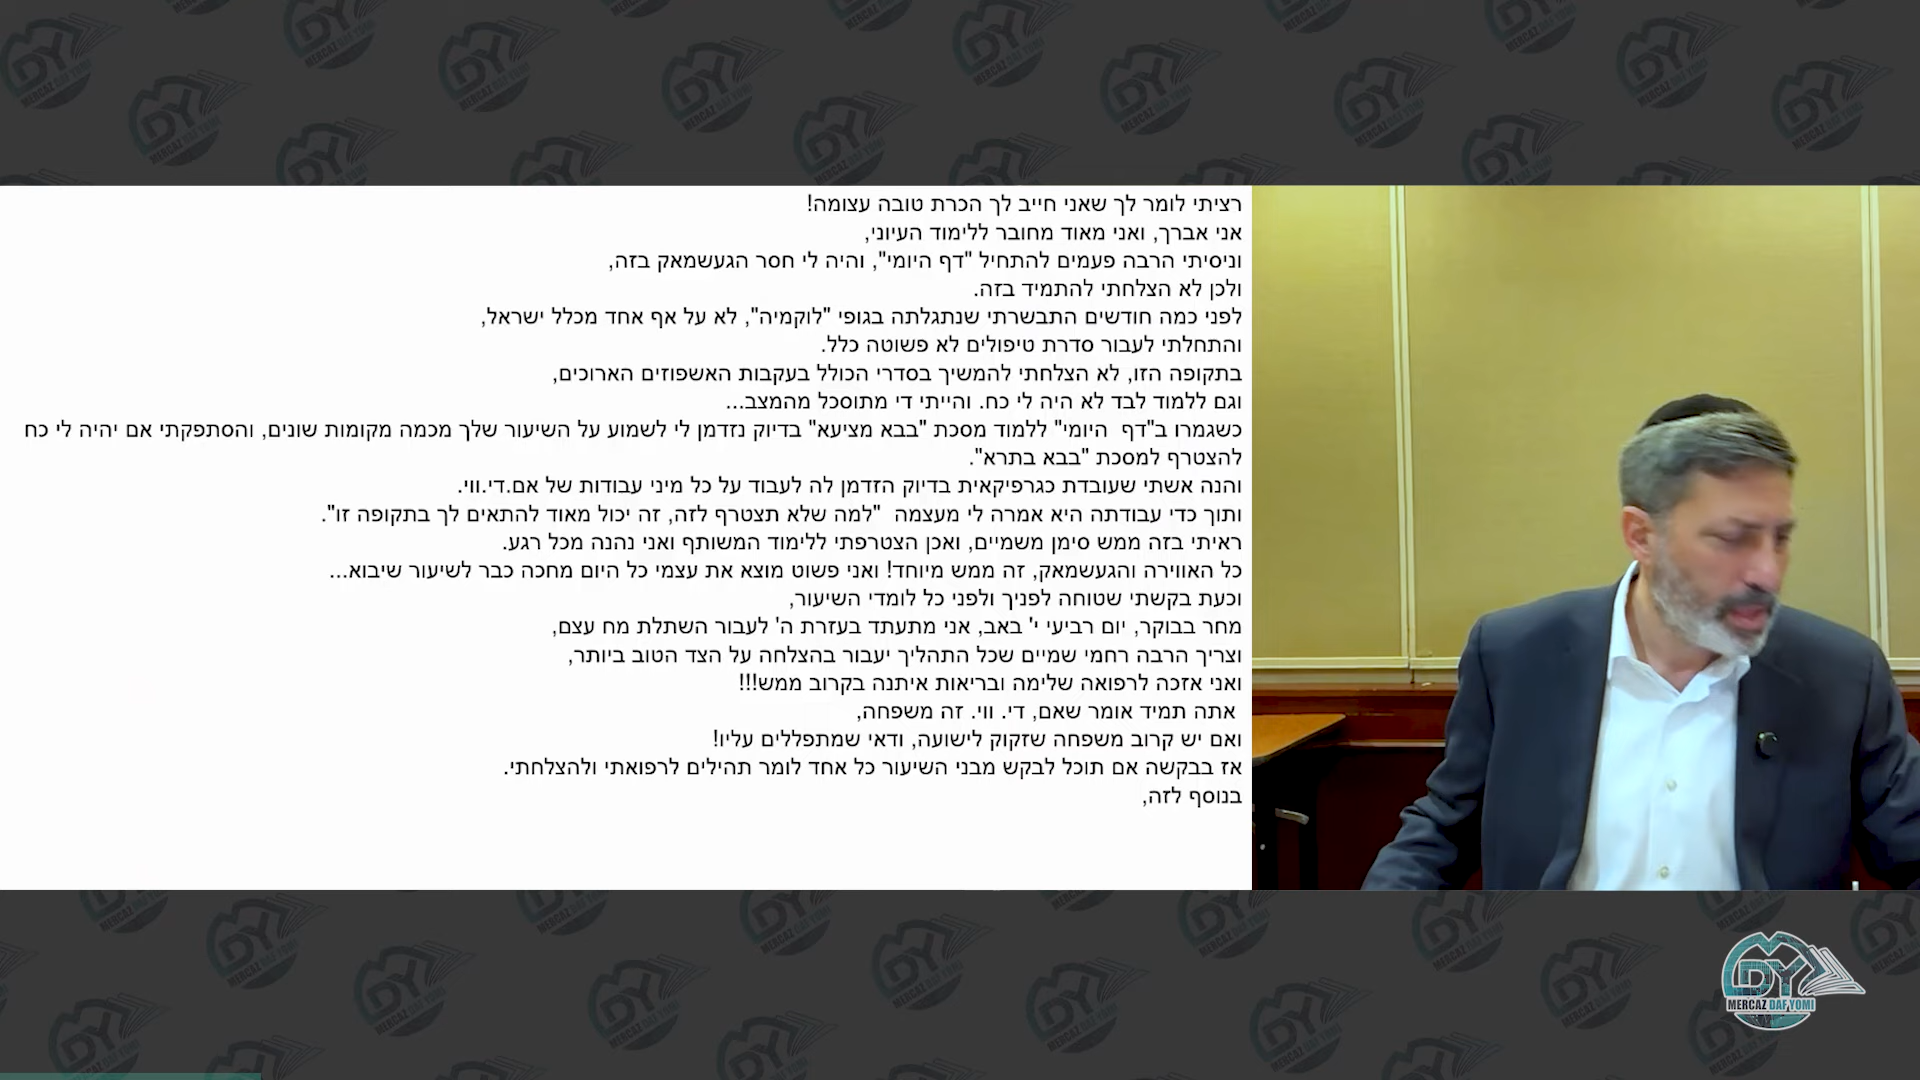 רציתי לומר לך שאני חייב לך הכרת טובה עצומה!
אני אברך, ואני מאוד מחובר ללימוד העיוני,
וניסיתי הרבה פעמים להתחיל "דף היומי", והיה לי חסר הגעשמאק בזה,
ולכן לא הצלחתי להתמיד בזה.
לפני כמה חודשים התבשרתי שנתגלתה בגופי "לוקמיה", לא על אף אחד מכלל ישראל,
והתחלתי לעבור סדרת טיפולים לא פשוטה כלל.
בתקופה הזו, לא הצלחתי להמשיך בסדרי הכולל בעקבות האשפוזים הארוכים,
וגם ללמוד לבד לא היה לי כח. והייתי די מתוסכל מהמצב...
כשגמרו ב"דף היומי" ללמוד מסכת "בבא מציעא" בדיוק נזדמן לי לשמוע על השיעור שלך מכמה מקומות שונים, והסתפקתי אם יהיה לי כח
להצטרף למסכת "בבא בתרא".
והנה אשתי שעובדת כגרפיקאית בדיוק הזדמן לה לעבוד על כל מיני עבודות של אם.די.ווי.
ותוך כדי עבודתה היא אמרה לי מעצמה "למה שלא תצטרף לזה, זה יכול מאוד להתאים לך בתקופה זו".
ראיתי בזה ממש סימן משמיים, ואכן הצטרפתי ללימוד המשותף ואני נהנה מכל רגע.
כל האווירה והגעשמאק, זה ממש מיוחד! ואני פשוט מוצא את עצמי כל היום מחכה כבר לשיעור שיבוא...
וכעת בקשתי שטוחה לפניך ולפני כל לומדי השיעור,
מחר בבוקר, יום רביעי י' באב, אני מתעתד בעזרת ה' לעבור השתלת מח עצם,
וצריך הרבה רחמי שמיים שכל התהליך יעבור בהצלחה על הצד הטוב ביותר,
ואני אזכה לרפואה שלימה ובריאות איתנה בקרוב ממש!!!
אתה תמיד אומר שאם, די. ווי. זה משפחה,
ואם יש קרוב משפחה שזקוק לישועה, ודאי שמתפללים עליו!
אז בבקשה אם תוכל לבקש מבני השיעור כל אחד לומר תהילים לרפואתי ולהצלחתי.
בנוסף לזה,
MDY
MERCAZ DAF YOMI